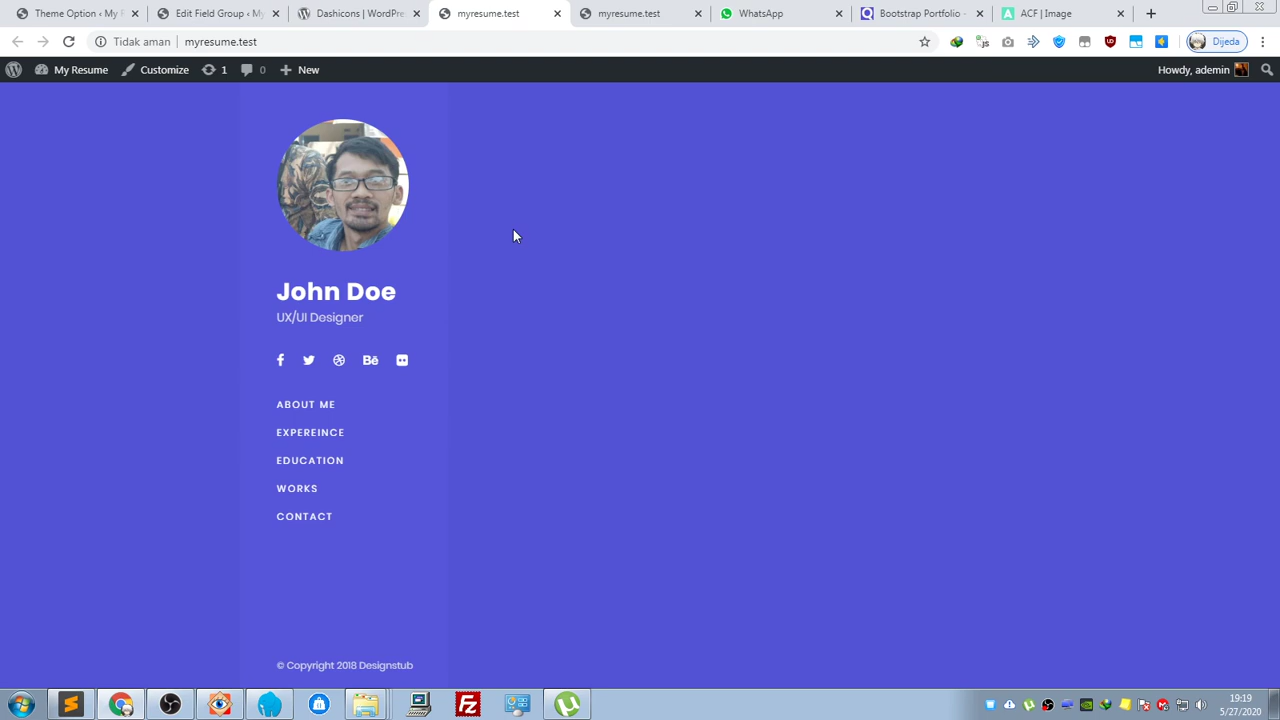 Theme Option ‹ My F
Edit Field Group ‹ My
Dashicons | WordPre
myresume.test
myresume.test
WhatsApp
Bootstrap Portfolio -
ACF | Image
Tidak aman
myresume.test
Dijeda
My Resume
Customize
1
0
New
Howdy, ademin
John Doe
UX/UI Designer
Bē
ABOUT ME
EXPEREINCE
EDUCATION
WORKS
CONTACT
© Copyright 2018 Designstub
19:19
5/27/2020